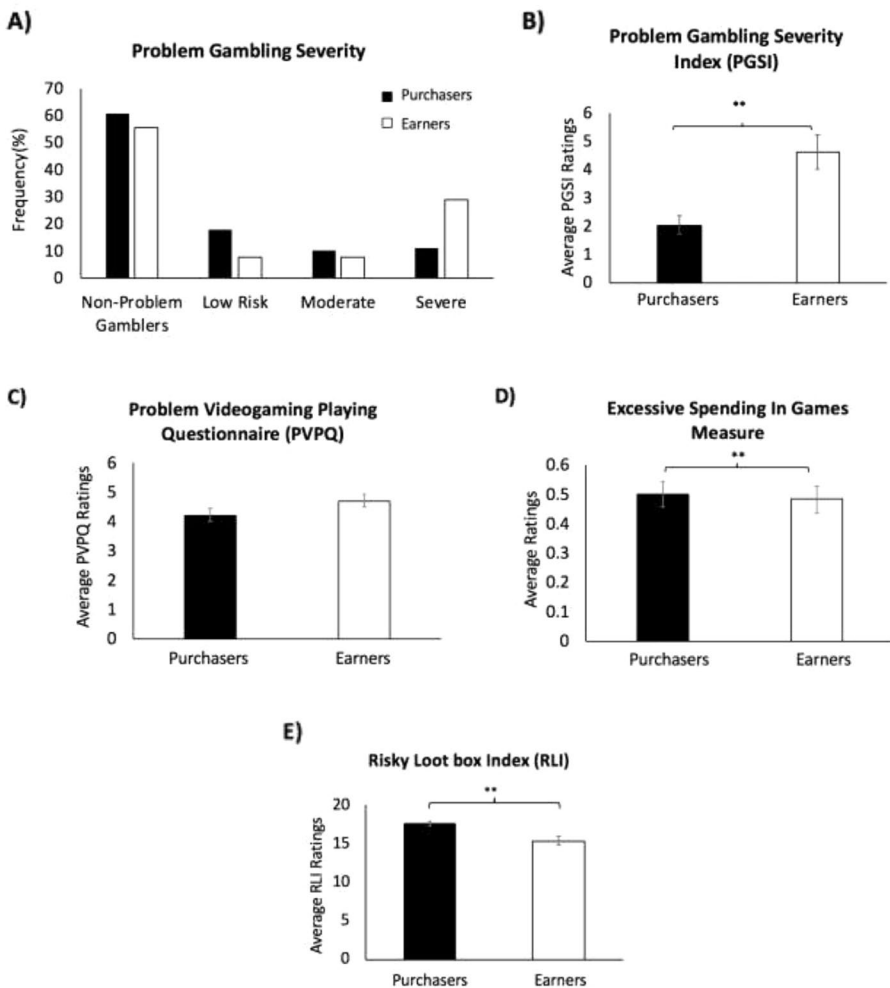 A)
Problem Gambling Severity
Purchasers
Earners
Frequency(%)
70
60
50
40
30
20
10
0
Non-Problem Gamblers
Low Risk
Moderate
Severe
B)
Problem Gambling Severity
Index (PGSI)
**
Average PGSI Ratings
6
5
4
3
2
1
0
Purchasers
Earners
C)
Problem Videogaming Playing
Questionnaire (PVPQ)
Average PVPQ Ratings
6
5
4
3
2
1
0
Purchasers
Earners
D)
Excessive Spending In Games
Measure
**
Average Ratings
0.6
0.5
0.4
0.3
0.2
0.1
0
Purchasers
Earners
E)
Risky Loot box Index (RLI)
**
Average RLI Ratings
20
15
10
5
0
Purchasers
Earners